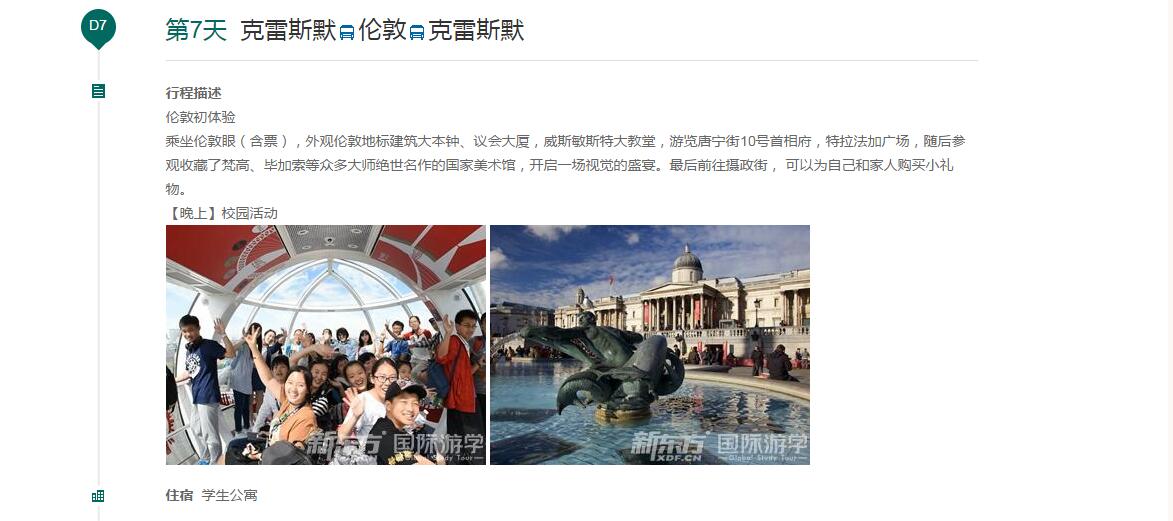 D7
第7天 克雷斯默 伦敦 克雷斯默
行程描述
伦敦初体验
乘坐伦敦眼（含票），外观伦敦地标建筑大本钟、议会大厦，威斯敏斯特大教堂，游览唐宁街10号首相府，特拉法加广场，随后参
观收藏了梵高、毕加索等众多大师绝世名作的国家美术馆，开启一场视觉的盛宴。最后前往摄政街， 可以为自己和家人购买小礼
物。
【晚上】校园活动
新东方 国际游学
XDF.CN Global Study Tour
新东方 国际游学
XDF.CN Global Study Tour
住宿 学生公寓